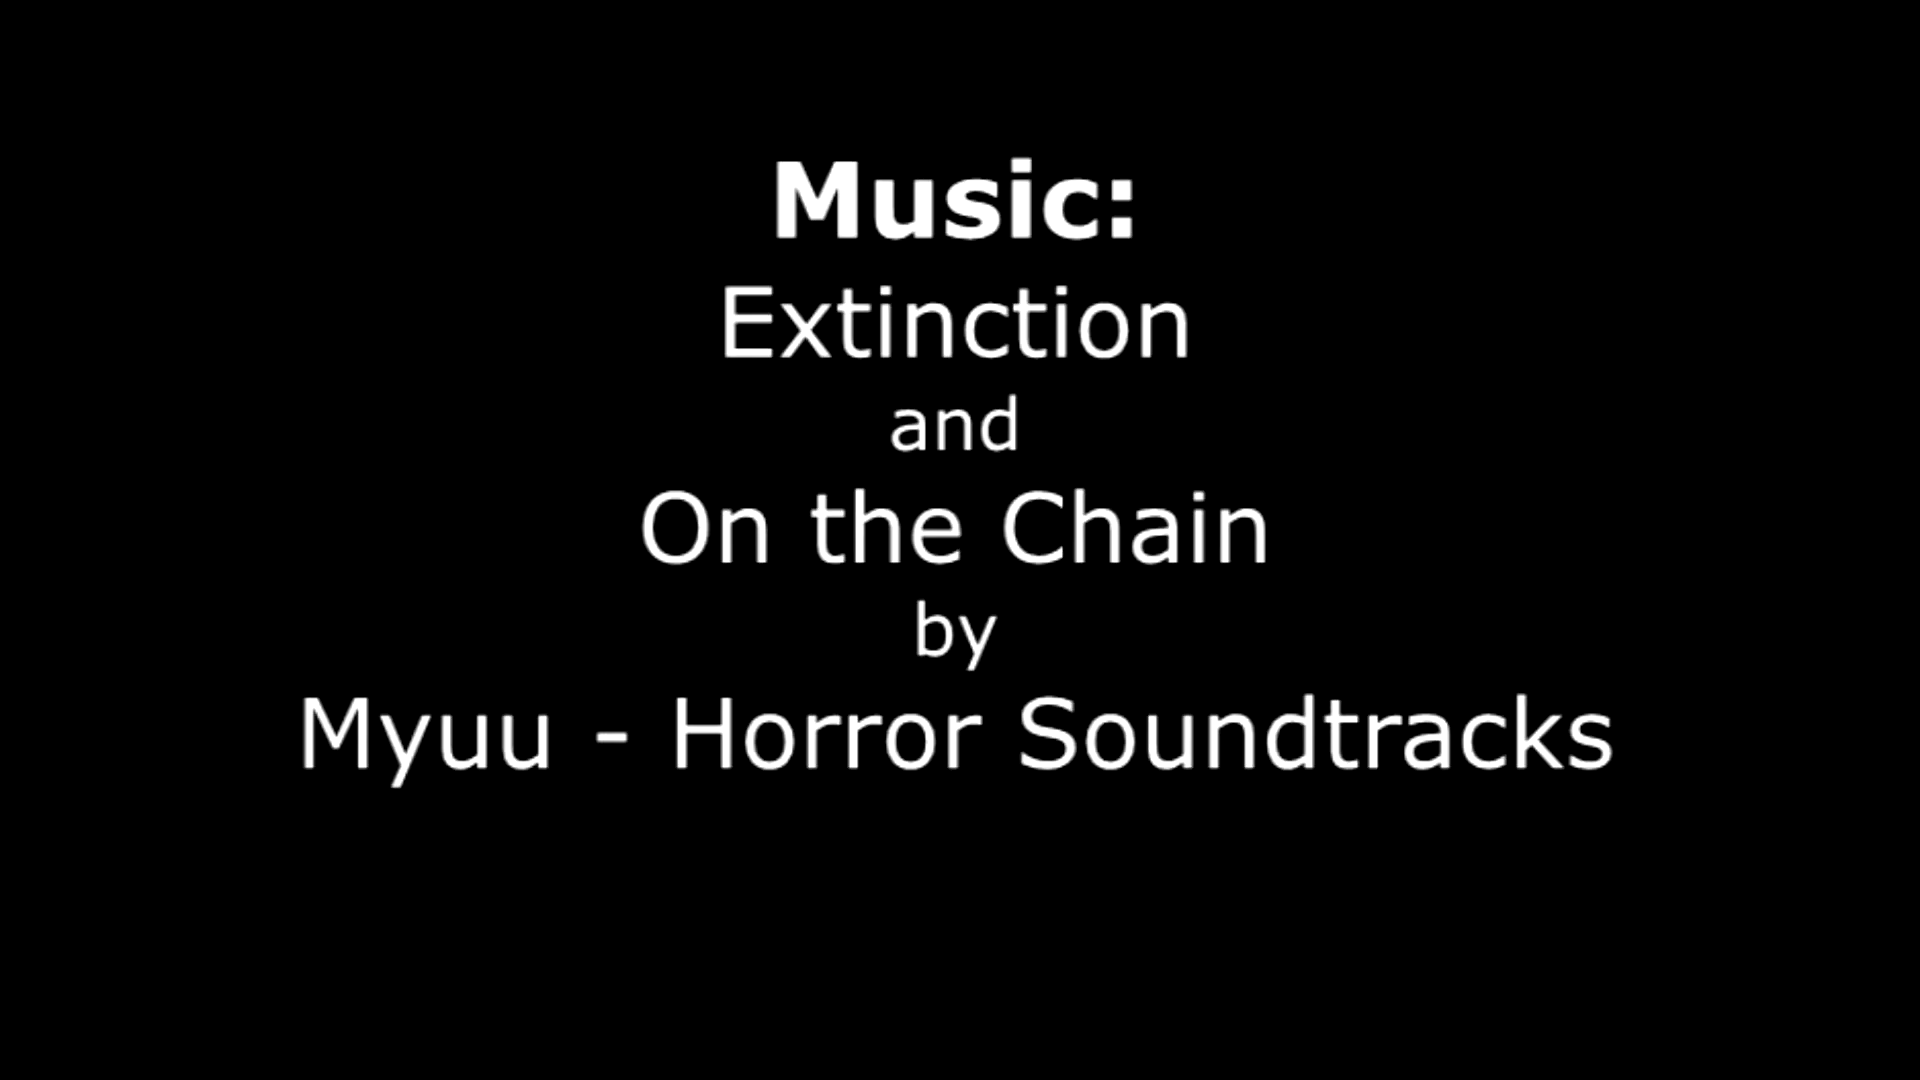 Music:
Extinction
and
On the Chain
by
Myuu - Horror Soundtracks